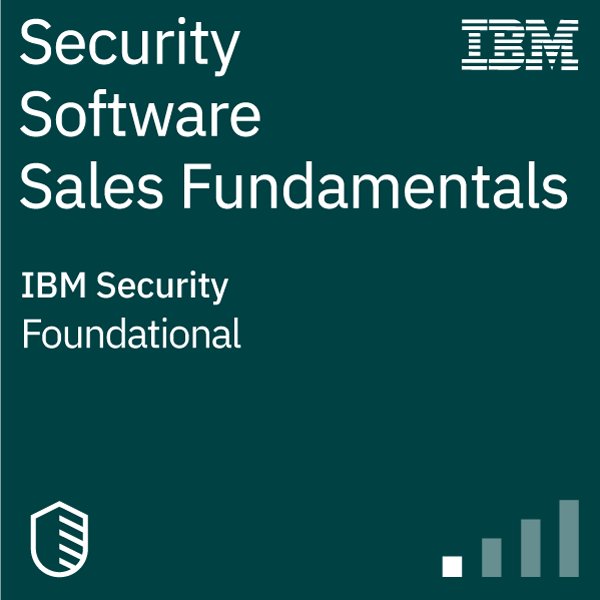 Security
IBM
Software
Sales Fundamentals
IBM Security
Foundational